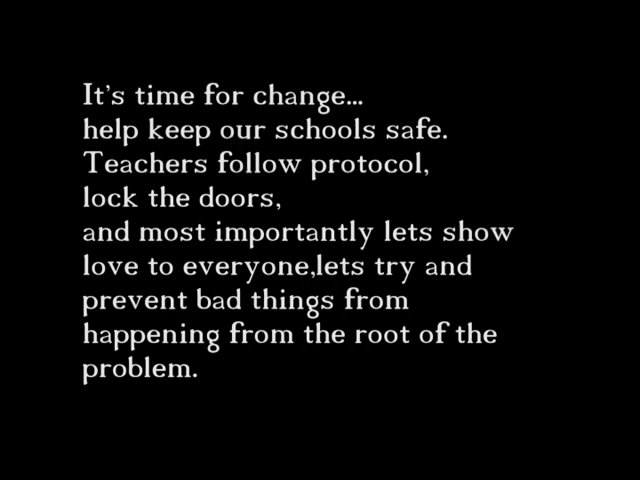 It's time for change...
help keep our schools safe.
Teachers follow protocol,
lock the doors,
and most importantly lets show
love to everyone,lets try and
prevent bad things from
happening from the root of the
problem.